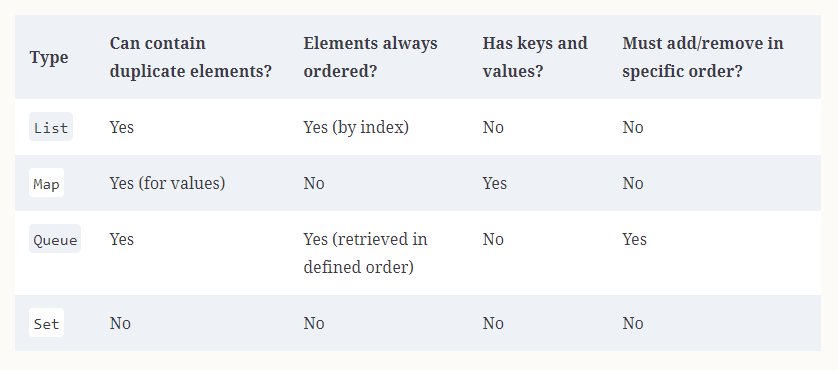 Type Can contain duplicate elements? Elements always ordered? Has keys and values? Must add/remove in specific order?
List Yes Yes (by index) No No
Map Yes (for values) No Yes No
Queue Yes Yes (retrieved in defined order) No Yes
Set No No No No